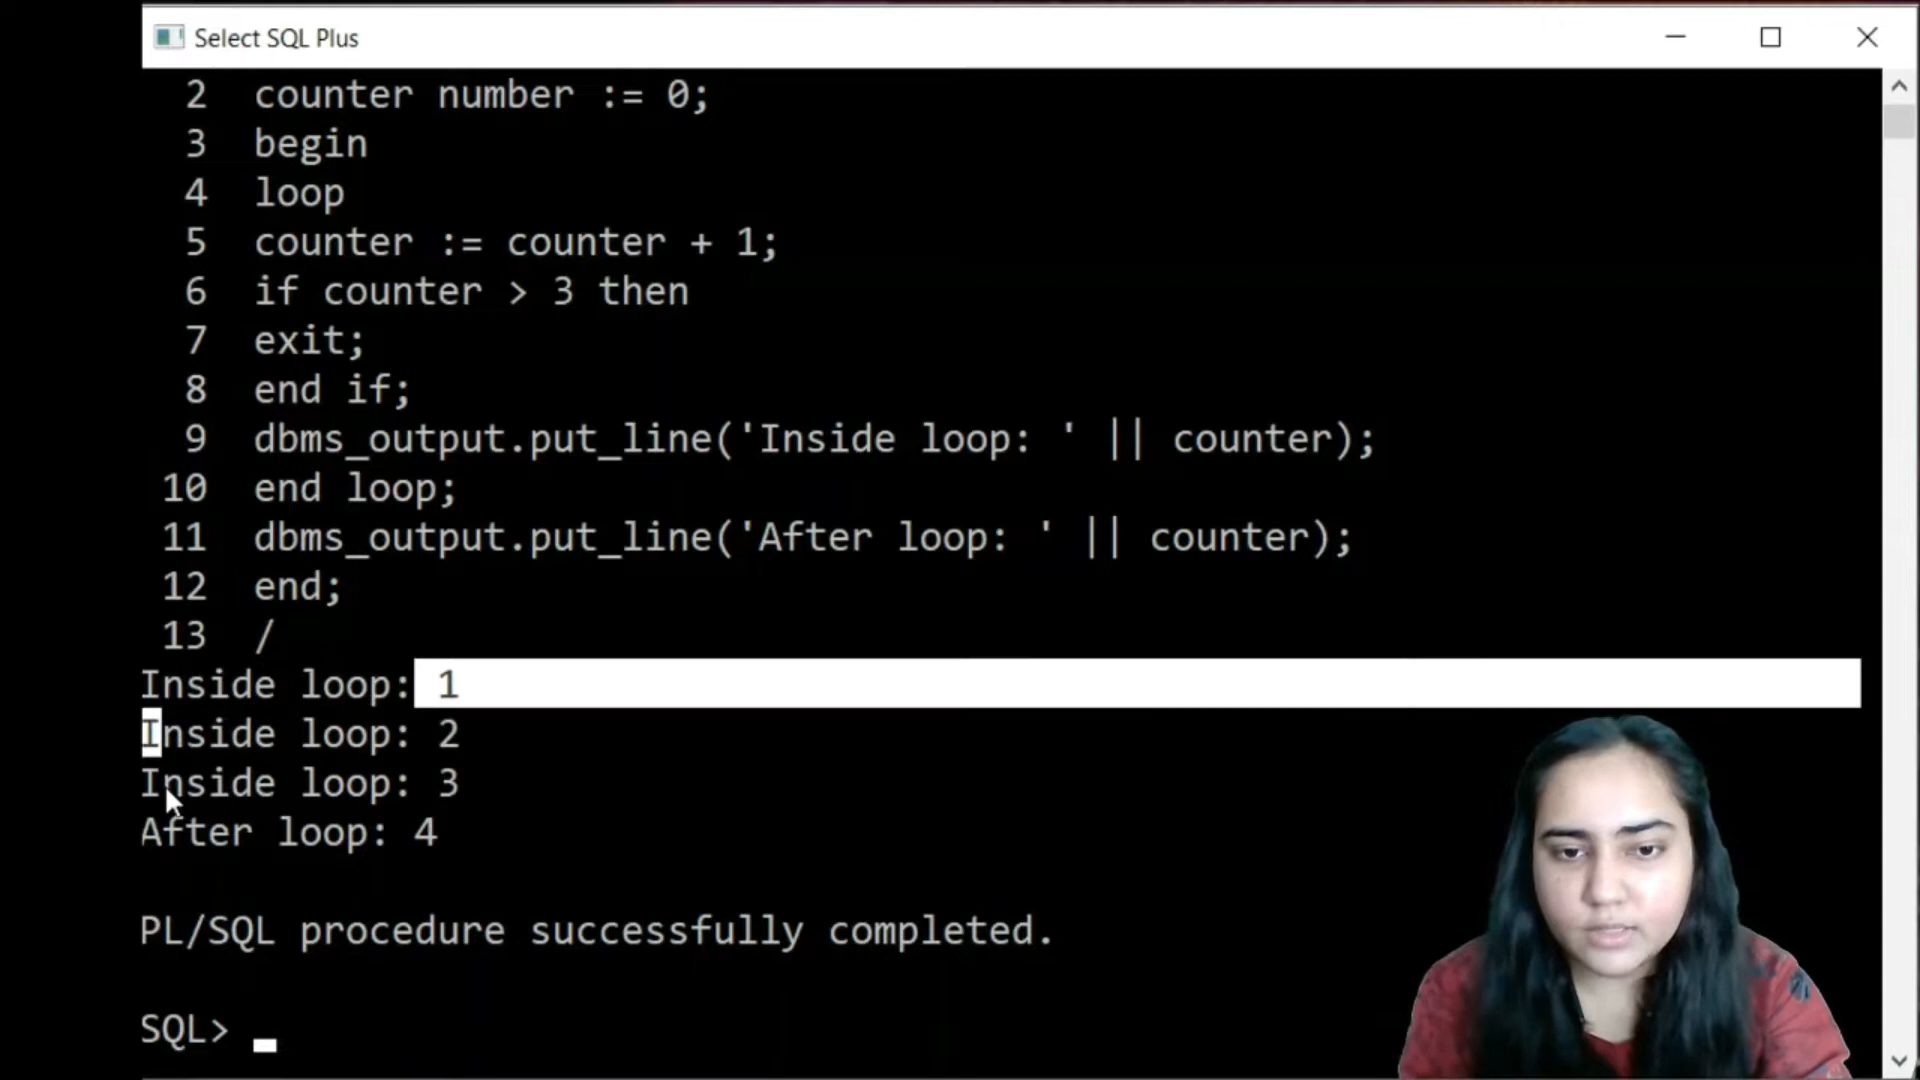 Select SQL Plus
2 counter number := 0;
3 begin
4 loop
5 counter := counter + 1;
6 if counter > 3 then
7 exit;
8 end if;
9 dbms_output.put_line('Inside loop: ' || counter);
10 end loop;
11 dbms_output.put_line('After loop: ' || counter);
12 end;
13 /
Inside loop: 1
Inside loop: 2
Inside loop: 3
After loop: 4
PL/SQL procedure successfully completed.
SQL>